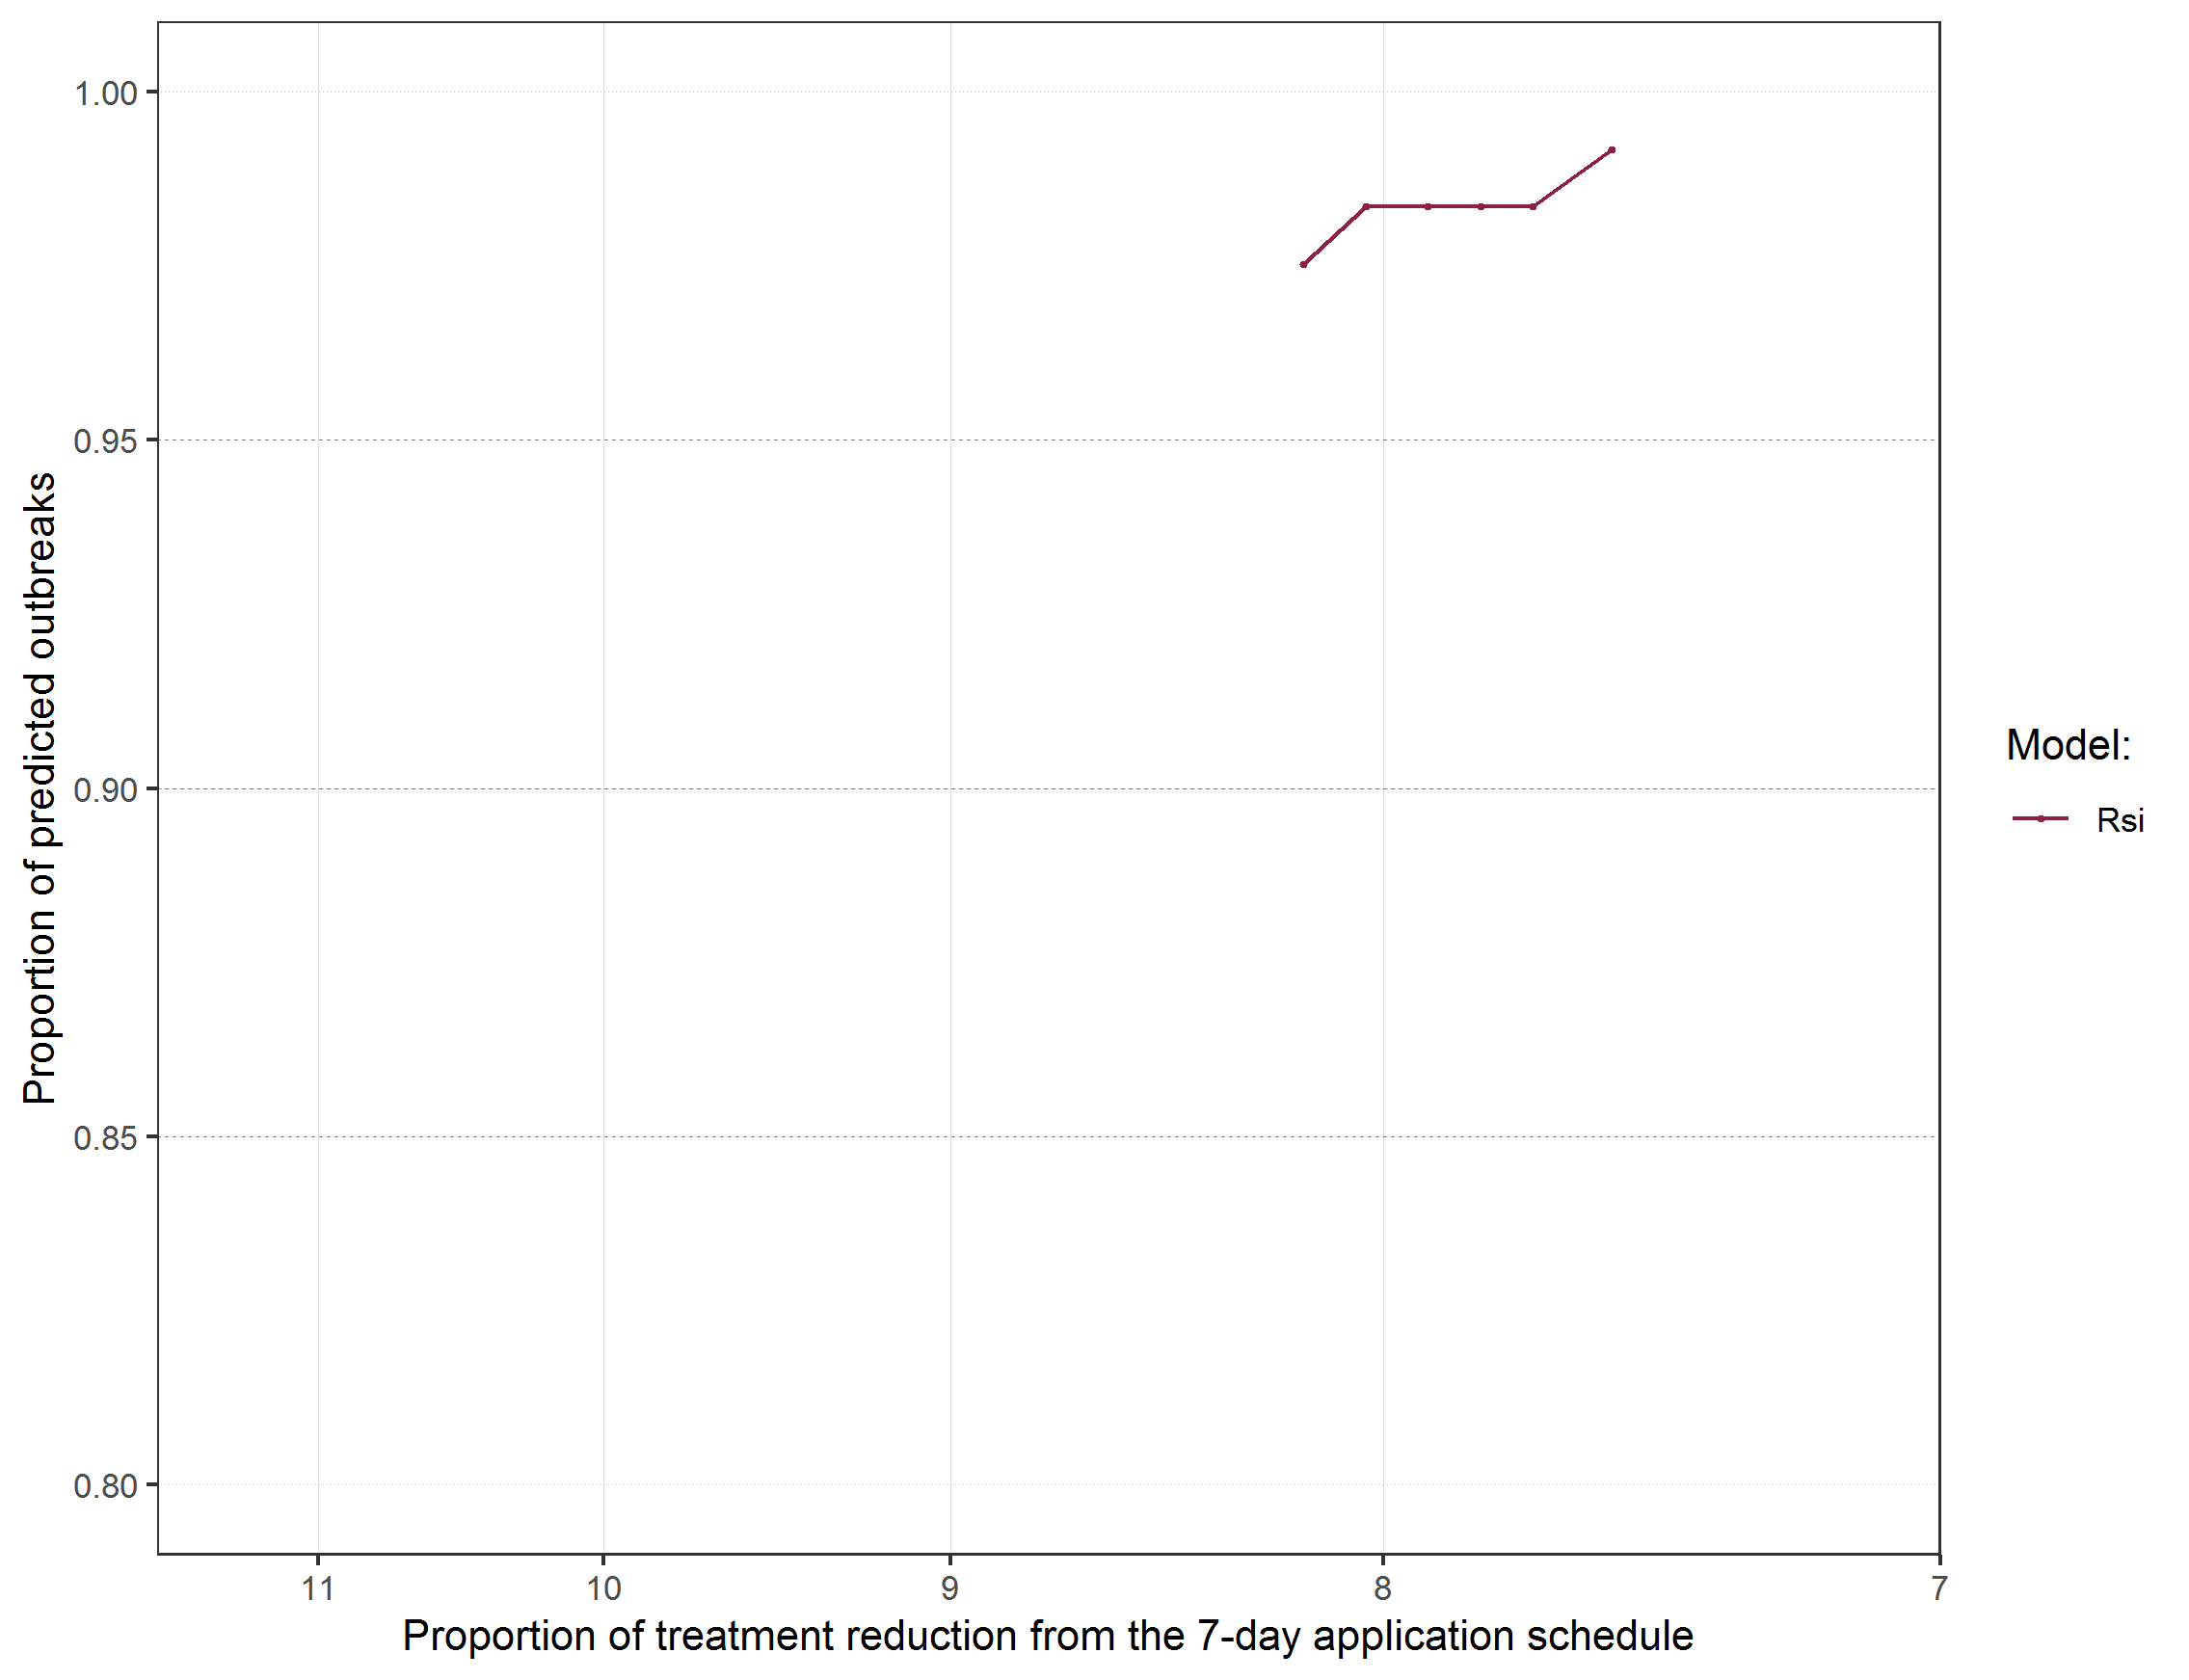 1.00
0.95
0.90
0.85
0.80
Proportion of predicted outbreaks
11 10 9 8 7
Proportion of treatment reduction from the 7-day application schedule
Model:
Rsi